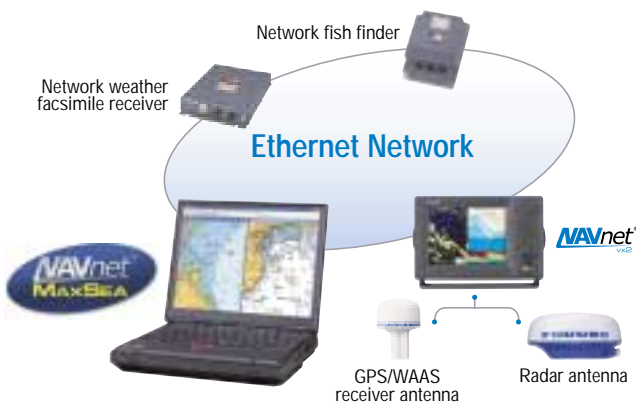 Network fish finder
Network weather
facsimile receiver
Ethernet Network
NAVnet
MAXSEA
NAVnet
vx2
GPS/WAAS
receiver antenna
Radar antenna